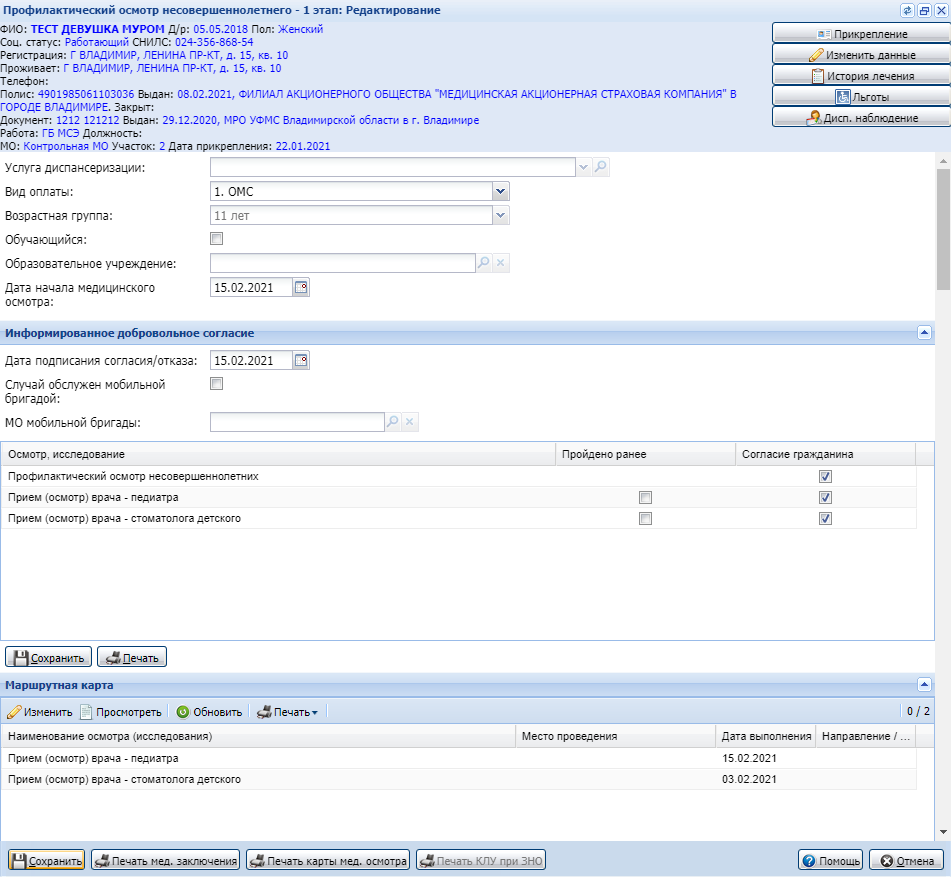 Профилактический осмотр несовершеннолетнего - 1 этап: Редактирование
ФИО: ТЕСТ ДЕВУШКА МУРОМ Д/р: 05.05.2018 Пол: Женский
Соц. статус: Работающий СНИЛС: 024-356-868-54
Регистрация: Г ВЛАДИМИР, ЛЕНИНА ПР-КТ, д. 15, кв. 10
Проживает: Г ВЛАДИМИР, ЛЕНИНА ПР-КТ, д. 15, кв. 10
Телефон:
Полис: 4901985061103036 Выдан: 08.02.2021, ФИЛИАЛ АКЦИОНЕРНОГО ОБЩЕСТВА "МЕДИЦИНСКАЯ АКЦИОНЕРНАЯ СТРАХОВАЯ КОМПАНИЯ" В
ГОРОДЕ ВЛАДИМИРЕ. Закрыт:
Документ: 1212 121212 Выдан: 29.12.2020, МРО УФМС Владимирской области в г. Владимире
Работа: ГБ МСЭ Должность:
МО: Контрольная МО Участок: 2 Дата прикрепления: 22.01.2021
Прикрепление
Изменить данные
История лечения
Льготы
Дисп. наблюдение
Услуга диспансеризации:
Вид оплаты: 1. ОМС
Возрастная группа: 11 лет
Обучающийся:
Образовательное учреждение:
Дата начала медицинского
осмотра: 15.02.2021
Информированное добровольное согласие
Дата подписания согласия/отказа: 15.02.2021
Случай обслужен мобильной
бригадой:
МО мобильной бригады:
Осмотр, исследование Пройдено ранее Согласие гражданина
Профилактический осмотр несовершеннолетних
Прием (осмотр) врача - педиатра
Прием (осмотр) врача - стоматолога детского
Сохранить Печать
Маршрутная карта
Изменить Просмотреть Обновить Печать 0 / 2
Наименование осмотра (исследования) Место проведения Дата выполнения Направление / ...
Прием (осмотр) врача - педиатра 15.02.2021
Прием (осмотр) врача - стоматолога детского 03.02.2021
Сохранить Печать мед. заключения Печать карты мед. осмотра Печать КЛУ при ЗНО Помощь Отмена